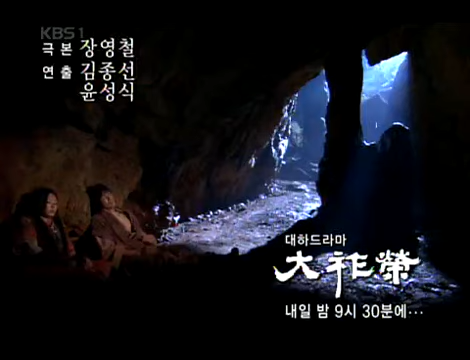 KBS1
극 본 장영철
연 출 김종선
윤성식
대하드라마
大祚榮
내일 밤 9시 30분에···